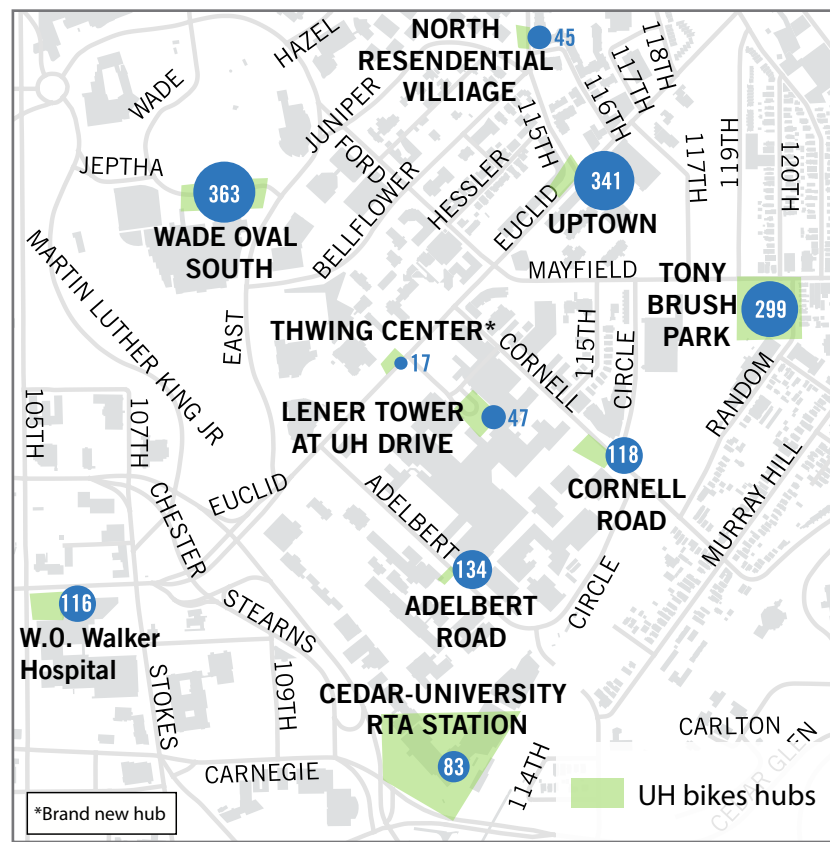 HAZEL
NORTH
RESENDENTIAL
VILLIAGE
45
118TH
117TH
116TH
115TH
WADE
JUNIPER
FORD
JEPTHA
363
WADE OVAL
SOUTH
BELLFLOWER
HESSLER
EUCLID
341
UPTOWN
117TH
119TH
120TH
MAYFIELD
TONY
BRUSH
PARK
299
MARTIN LUTHER KING JR
EAST
THWING CENTER*
17
CORNELL
115TH
CIRCLE
RANDOM
LENER TOWER
AT UH DRIVE
47
105TH
107TH
118
CORNELL
ROAD
MURRAY HILL
EUCLID
CHESTER
ADELBERT
134
ADELBERT
ROAD
CIRCLE
116
W.O. Walker
Hospital
STEARNS
STOKES
109TH
CEDAR-UNIVERSITY
RTA STATION
83
CARNEGIE
114TH
CARLTON
CEDAR GLEN
UH bikes hubs
*Brand new hub